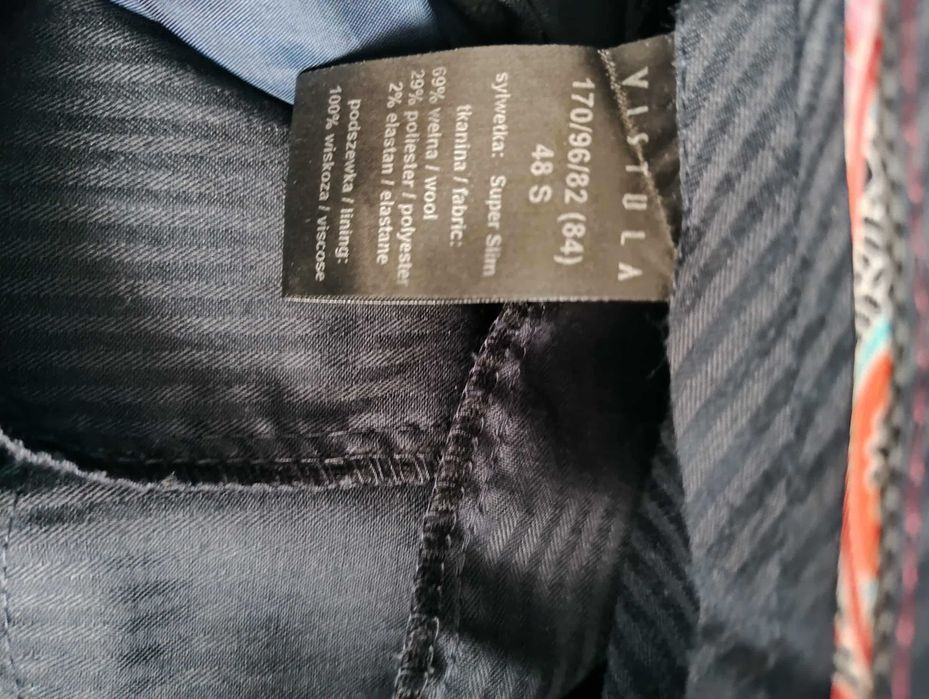 VISTULA
170/96/82 (84)
48 S
sylwetka: Super Slim
tkanina / fabric:
69% wełna / wool
29% poliester / polyester
2% elastan / elastane
podszewka / lining:
100% wiskoza / viscose